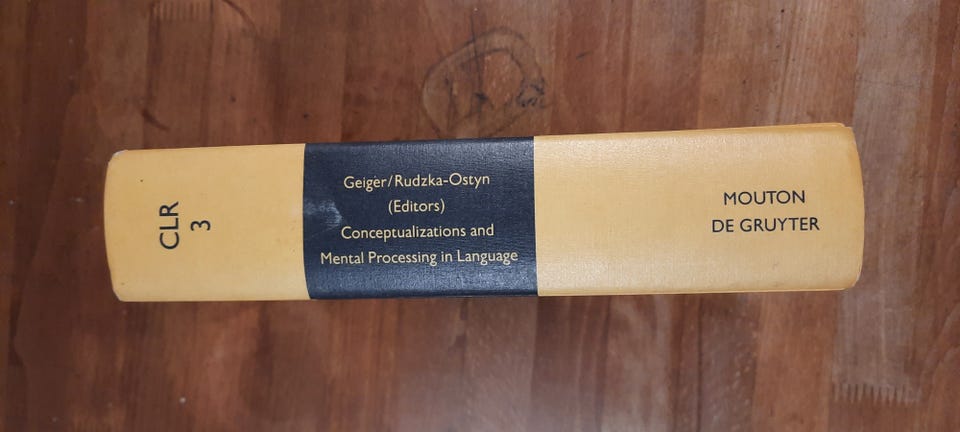 CLR
3
Geiger/Rudzka-Ostyn
(Editors)
Conceptualizations and
Mental Processing in Language
MOUTON
DE GRUYTER